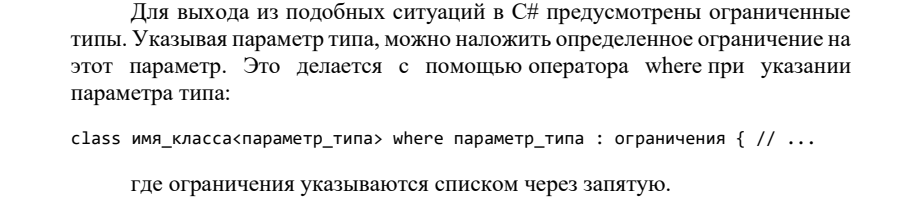 Для выхода из подобных ситуаций в C# предусмотрены ограниченные
типы. Указывая параметр типа, можно наложить определенное ограничение на
этот параметр. Это делается с помощью оператора where при указании
параметра типа:
class имя_класса<параметр_типа> where параметр_типа : ограничения { // ...
где ограничения указываются списком через запятую.